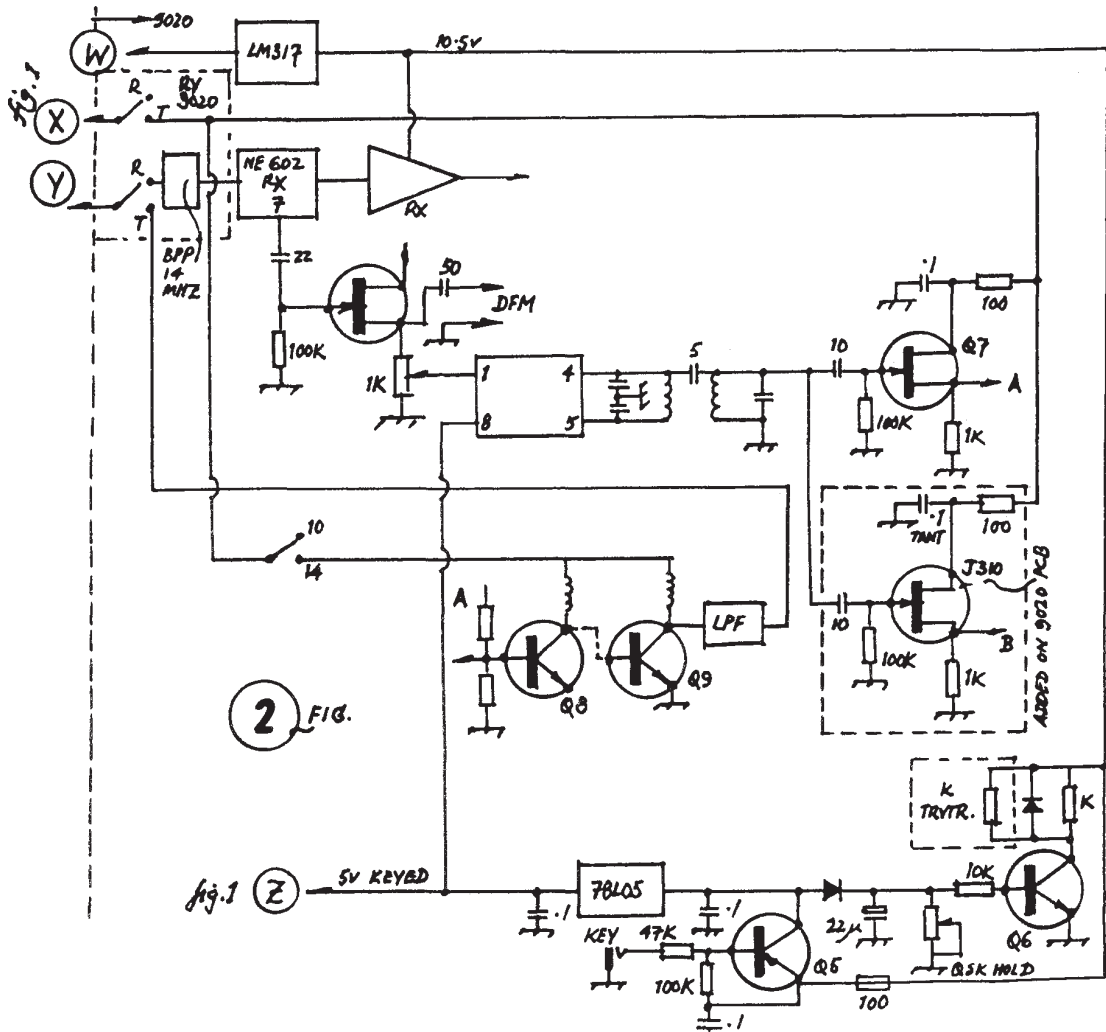 9020
W
LM317
10.5V
fig.1
R
RY
9020
X
T
Y
R
T
NE602
RX
7
RX
BPP
14
MHZ
22
50
DFM
100K
1K
1
4
8
5
5
10
.1
100
Q7
A
100K
1K
.1
TANT
100
J310
10
100K
B
1K
ADDED ON 9020 PCB
10
14
A
LPF
Q8
Q9
2 FIG.
K
TRVTR.
K
fig.1
Z
5V KEYED
78L05
.1
.1
22µ
10K
Q6
KEY
47K
100K
Q5
QSK HOLD
.1
100